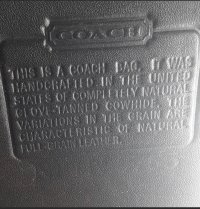 COACH
THIS IS A COACH BAG. IT WAS
HANDCRAFTED IN THE UNITED
STATES OF COMPLETELY NATURAL
GLOVE-TANNED COWHIDE. THE
VARIATIONS IN THE GRAIN ARE
CHARACTERISTIC OF NATURAL
FULL-GRAIN LEATHER.